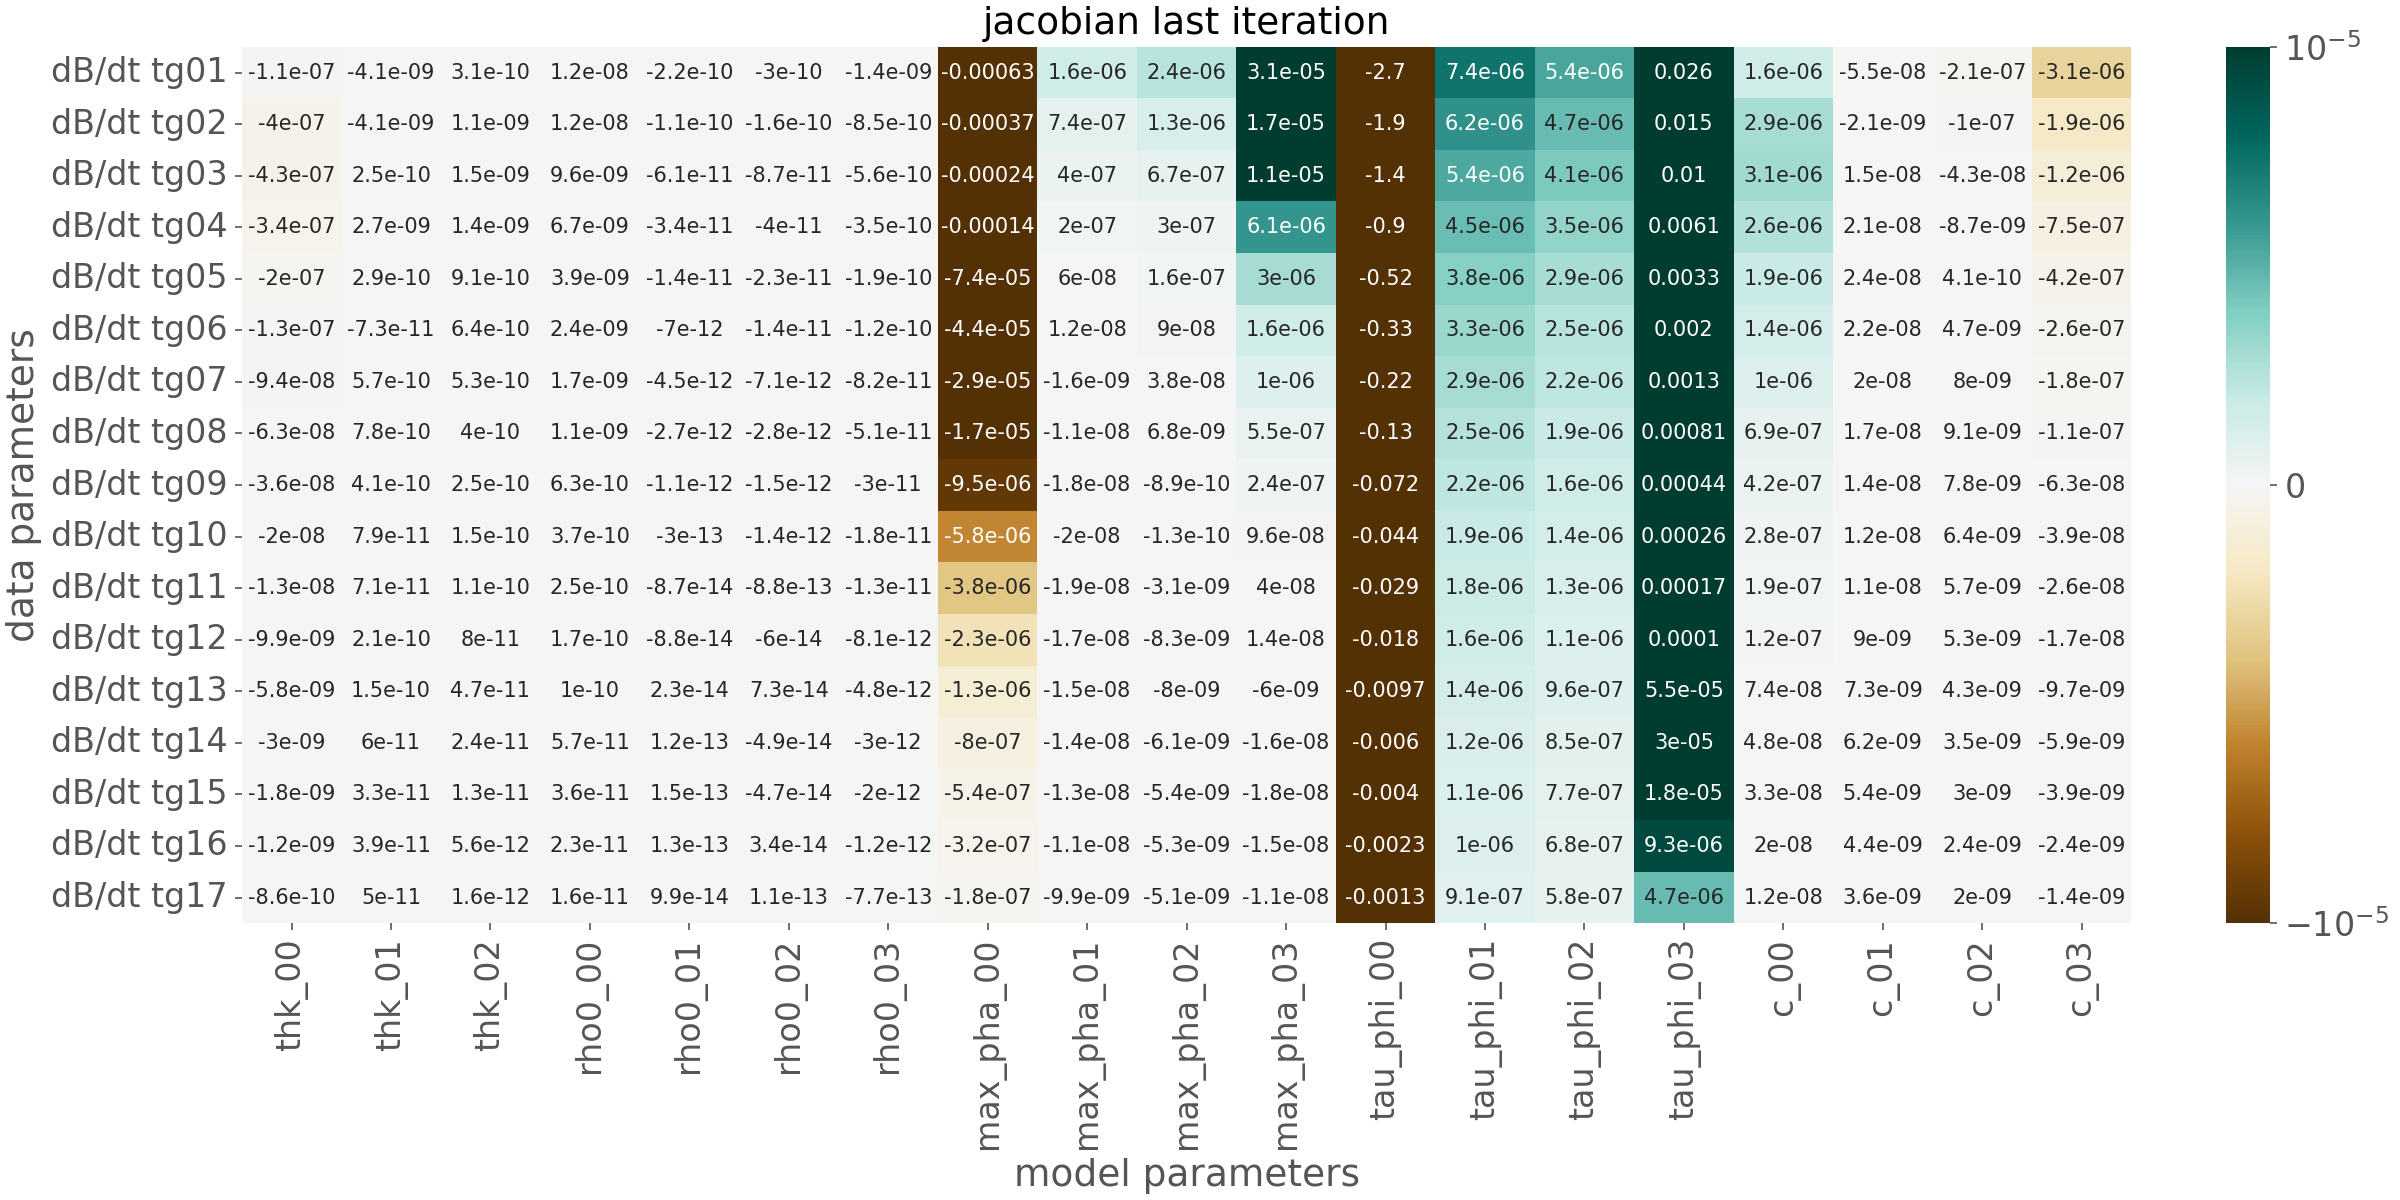 jacobian last iteration
dB/dt tg01 -1.1e-07 -4.1e-09 3.1e-10 1.2e-08 -2.2e-10 -3e-10 -1.4e-09 -0.00063 1.6e-06 2.4e-06 3.1e-05 -2.7 7.4e-06 5.4e-06 0.026 1.6e-06 -5.5e-08 -2.1e-07 -3.1e-06
dB/dt tg02 -4e-07 -4.1e-09 1.1e-09 1.2e-08 -1.1e-10 -1.6e-10 -8.5e-10 -0.00037 7.4e-07 1.3e-06 1.7e-05 -1.9 6.2e-06 4.7e-06 0.015 2.9e-06 -2.1e-09 -1e-07 -1.9e-06
dB/dt tg03 -4.3e-07 2.5e-10 1.5e-09 9.6e-09 -6.1e-11 -8.7e-11 -5.6e-10 -0.00024 4e-07 6.7e-07 1.1e-05 -1.4 5.4e-06 4.1e-06 0.01 3.1e-06 1.5e-08 -4.3e-08 -1.2e-06
dB/dt tg04 -3.4e-07 2.7e-09 1.4e-09 6.7e-09 -3.4e-11 -4e-11 -3.5e-10 -0.00014 2e-07 3e-07 6.1e-06 -0.9 4.5e-06 3.5e-06 0.0061 2.6e-06 2.1e-08 -8.7e-09 -7.5e-07
dB/dt tg05 -2e-07 2.9e-10 9.1e-10 3.9e-09 -1.4e-11 -2.3e-11 -1.9e-10 -7.4e-05 6e-08 1.6e-07 3e-06 -0.52 3.8e-06 2.9e-06 0.0033 1.9e-06 2.4e-08 4.1e-10 -4.2e-07
dB/dt tg06 -1.3e-07 -7.3e-11 6.4e-10 2.4e-09 -7e-12 -1.4e-11 -1.2e-10 -4.4e-05 1.2e-08 9e-08 1.6e-06 -0.33 3.3e-06 2.5e-06 0.002 1.4e-06 2.2e-08 4.7e-09 -2.6e-07
dB/dt tg07 -9.4e-08 5.7e-10 5.3e-10 1.7e-09 -4.5e-12 -7.1e-12 -8.2e-11 -2.9e-05 -1.6e-09 3.8e-08 1e-06 -0.22 2.9e-06 2.2e-06 0.0013 1e-06 2e-08 8e-09 -1.8e-07
dB/dt tg08 -6.3e-08 7.8e-10 4e-10 1.1e-09 -2.7e-12 -2.8e-12 -5.1e-11 -1.7e-05 -1.1e-08 6.8e-09 5.5e-07 -0.13 2.5e-06 1.9e-06 0.00081 6.9e-07 1.7e-08 9.1e-09 -1.1e-07
dB/dt tg09 -3.6e-08 4.1e-10 2.5e-10 6.3e-10 -1.1e-12 -1.5e-12 -3e-11 -9.5e-06 -1.8e-08 -8.9e-10 2.4e-07 -0.072 2.2e-06 1.6e-06 0.00044 4.2e-07 1.4e-08 7.8e-09 -6.3e-08
dB/dt tg10 -2e-08 7.9e-11 1.5e-10 3.7e-10 -3e-13 -1.4e-12 -1.8e-11 -5.8e-06 -2e-08 -1.3e-10 9.6e-08 -0.044 1.9e-06 1.4e-06 0.00026 2.8e-07 1.2e-08 6.4e-09 -3.9e-08
dB/dt tg11 -1.3e-08 7.1e-11 1.1e-10 2.5e-10 -8.7e-14 -8.8e-13 -1.3e-11 -3.8e-06 -1.9e-08 -3.1e-09 4e-08 -0.029 1.8e-06 1.3e-06 0.00017 1.9e-07 1.1e-08 5.7e-09 -2.6e-08
dB/dt tg12 -9.9e-09 2.1e-10 8e-11 1.7e-10 -8.8e-14 -6e-14 -8.1e-12 -2.3e-06 -1.7e-08 -8.3e-09 1.4e-08 -0.018 1.6e-06 1.1e-06 0.0001 1.2e-07 9e-09 5.3e-09 -1.7e-08
dB/dt tg13 -5.8e-09 1.5e-10 4.7e-11 1e-10 2.3e-14 7.3e-14 -4.8e-12 -1.3e-06 -1.5e-08 -8e-09 -6e-09 -0.0097 1.4e-06 9.6e-07 5.5e-05 7.4e-08 7.3e-09 4.3e-09 -9.7e-09
dB/dt tg14 -3e-09 6e-11 2.4e-11 5.7e-11 1.2e-13 -4.9e-14 -3e-12 -8e-07 -1.4e-08 -6.1e-09 -1.6e-08 -0.006 1.2e-06 8.5e-07 3e-05 4.8e-08 6.2e-09 3.5e-09 -5.9e-09
dB/dt tg15 -1.8e-09 3.3e-11 1.3e-11 3.6e-11 1.5e-13 -4.7e-14 -2e-12 -5.4e-07 -1.3e-08 -5.4e-09 -1.8e-08 -0.004 1.1e-06 7.7e-07 1.8e-05 3.3e-08 5.4e-09 3e-09 -3.9e-09
dB/dt tg16 -1.2e-09 3.9e-11 5.6e-12 2.3e-11 1.3e-13 3.4e-14 -1.2e-12 -3.2e-07 -1.1e-08 -5.3e-09 -1.5e-08 -0.0023 1e-06 6.8e-07 9.3e-06 2e-08 4.4e-09 2.4e-09 -2.4e-09
dB/dt tg17 -8.6e-10 5e-11 1.6e-12 1.6e-11 9.9e-14 1.1e-13 -7.7e-13 -1.8e-07 -9.9e-09 -5.1e-09 -1.1e-08 -0.0013 9.1e-07 5.8e-07 4.7e-06 1.2e-08 3.6e-09 2e-09 -1.4e-09
thk_00 thk_01 thk_02 rho0_00 rho0_01 rho0_02 rho0_03 max_pha_00 max_pha_01 max_pha_02 max_pha_03 tau_phi_00 tau_phi_01 tau_phi_02 tau_phi_03 c_00 c_01 c_02 c_03
model parameters
data parameters
10⁻⁵
0
−10⁻⁵